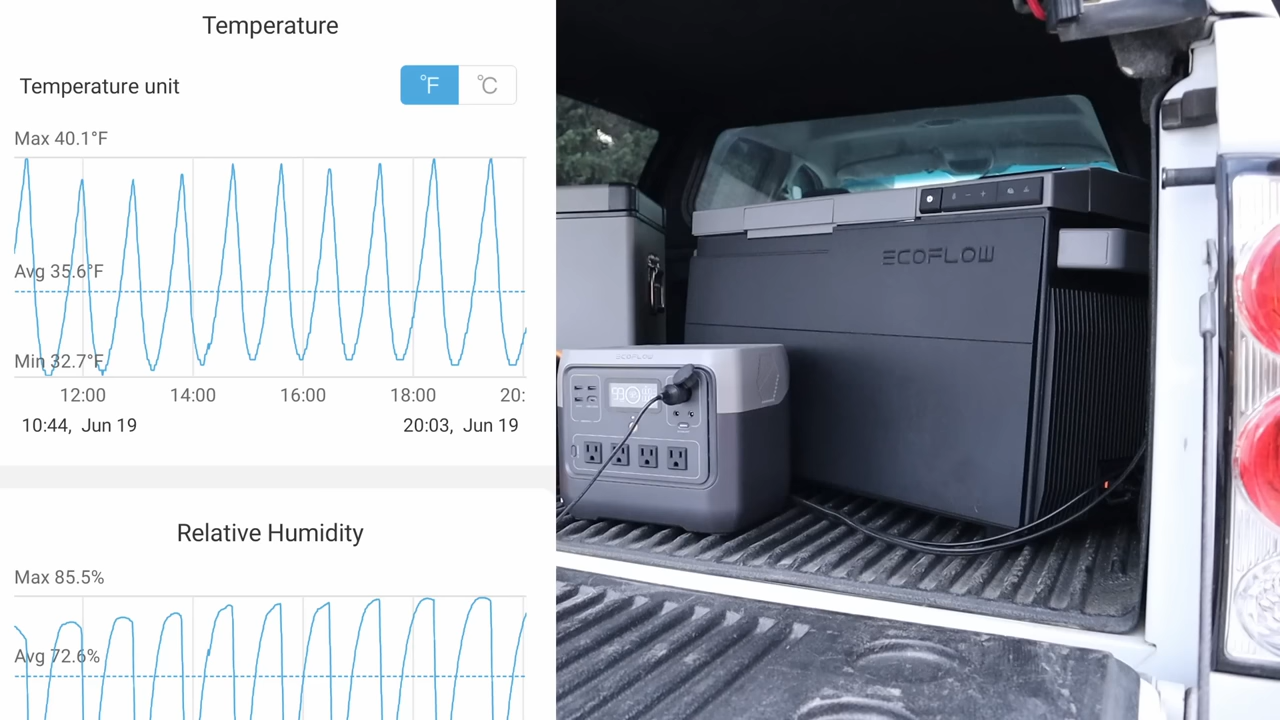 Temperature
Temperature unit
°F
°C
Max 40.1°F
Avg 35.6°F
Min 32.7°F
12:00
14:00
16:00
18:00
20:
10:44, Jun 19
20:03, Jun 19
Relative Humidity
Max 85.5%
Avg 72.6%
ECOFLOW
ECOFLOW